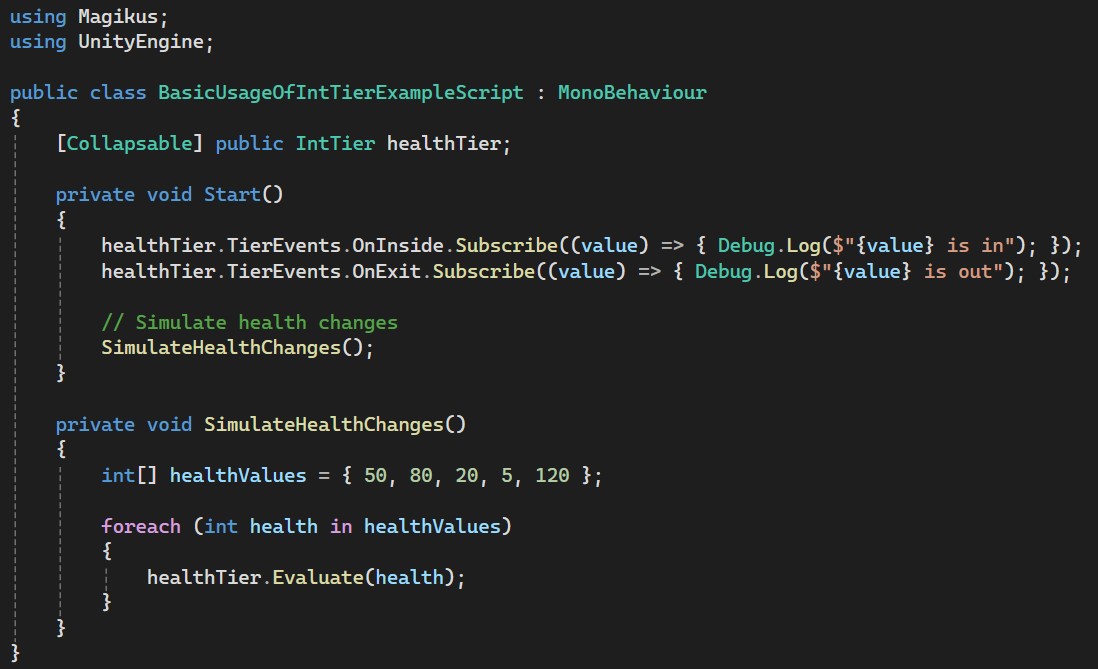 using Magikus;
using UnityEngine;

public class BasicUsageOfIntTierExampleScript : MonoBehaviour
{
    [Collapsable] public IntTier healthTier;

    private void Start()
    {
        healthTier.TierEvents.OnInside.Subscribe((value) => { Debug.Log($"{value} is in"); });
        healthTier.TierEvents.OnExit.Subscribe((value) => { Debug.Log($"{value} is out"); });

        // Simulate health changes
        SimulateHealthChanges();
    }

    private void SimulateHealthChanges()
    {
        int[] healthValues = { 50, 80, 20, 5, 120 };

        foreach (int health in healthValues)
        {
            healthTier.Evaluate(health);
        }
    }
}